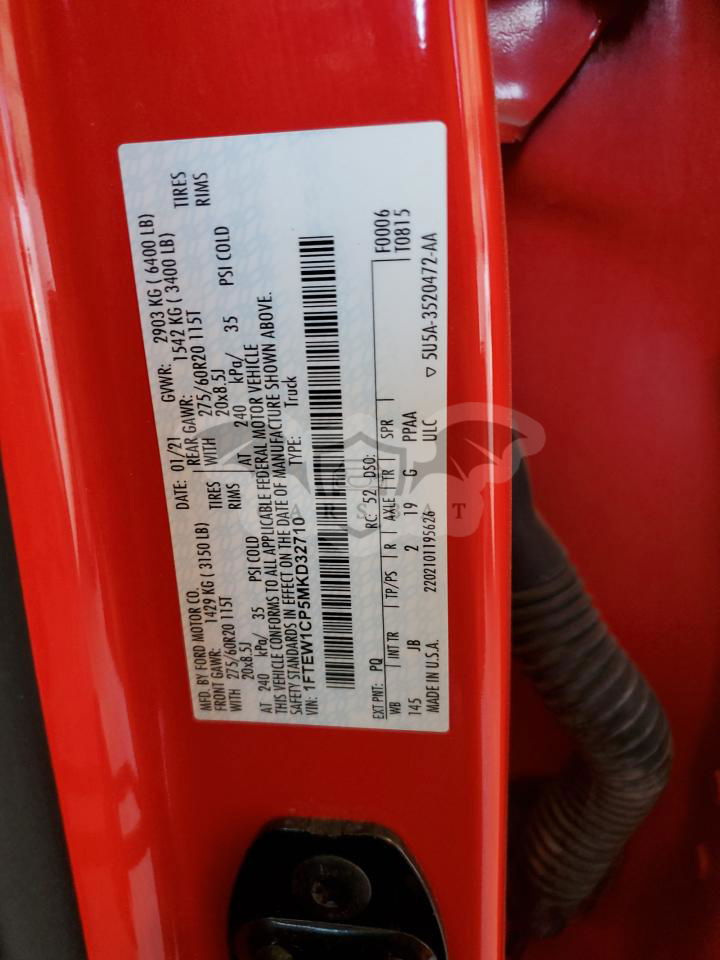 MFD. BY FORD MOTOR CO.
DATE: 01/21
GVWR: 2903 KG ( 6400 LB)
FRONT GAWR: 1429 KG ( 3150 LB)
REAR GAWR: 1542 KG ( 3400 LB)
WITH 275/60R20 115T TIRES
WITH 275/60R20 115T TIRES
20x8.5J RIMS
20x8.5J RIMS
AT 240 kPa/ 35 PSI COLD
AT 240 kPa/ 35 PSI COLD
THIS VEHICLE CONFORMS TO ALL APPLICABLE FEDERAL MOTOR VEHICLE
SAFETY STANDARDS IN EFFECT ON THE DATE OF MANUFACTURE SHOWN ABOVE.
VIN: 1FTEW1CP5MKD32710 TYPE: Truck
EXT PNT: PQ RC: 52 DSO: F0006
WB INT TR TP/PS R AXLE TR SPR T0815
145 JB 2 19 G PPAA
MADE IN U.S.A. 2202101195626 ULC ▽ 5U5A-3520472-AA